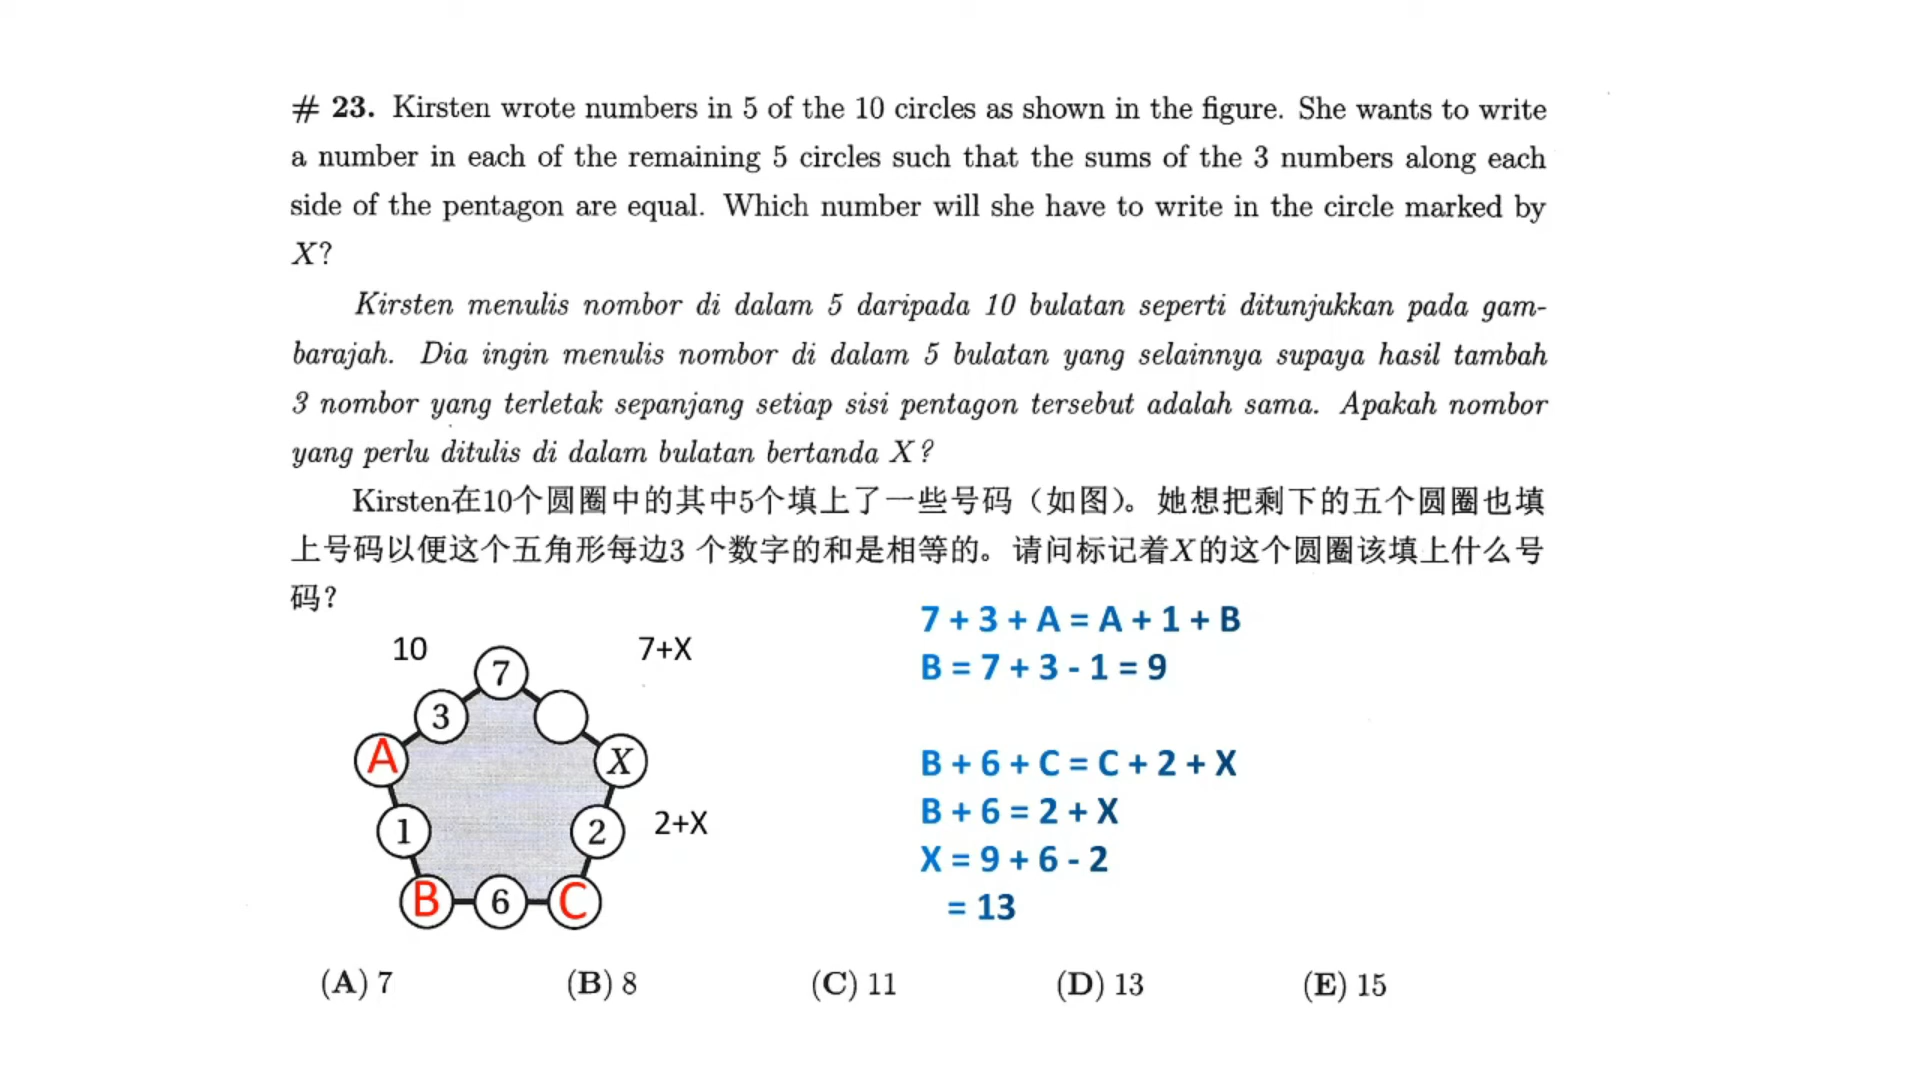 # 23. Kirsten wrote numbers in 5 of the 10 circles as shown in the figure. She wants to write
a number in each of the remaining 5 circles such that the sums of the 3 numbers along each
side of the pentagon are equal. Which number will she have to write in the circle marked by
X?
Kirsten menulis nombor di dalam 5 daripada 10 bulatan seperti ditunjukkan pada gam-
barajah. Dia ingin menulis nombor di dalam 5 bulatan yang selainnya supaya hasil tambah
3 nombor yang terletak sepanjang setiap sisi pentagon tersebut adalah sama. Apakah nombor
yang perlu ditulis di dalam bulatan bertanda X?
Kirsten在10个圆圈中的其中5个填上了一些号码（如图）。她想把剩下的五个圆圈也填
上号码以便这个五角形每边3 个数字的和是相等的。请问标记着X的这个圆圈该填上什么号
码?
10
7+X
7
3
A
X
1
2
2+X
B
6
C
7 + 3 + A = A + 1 + B
B = 7 + 3 - 1 = 9
B + 6 + C = C + 2 + X
B + 6 = 2 + X
X = 9 + 6 - 2
= 13
(A) 7
(B) 8
(C) 11
(D) 13
(E) 15